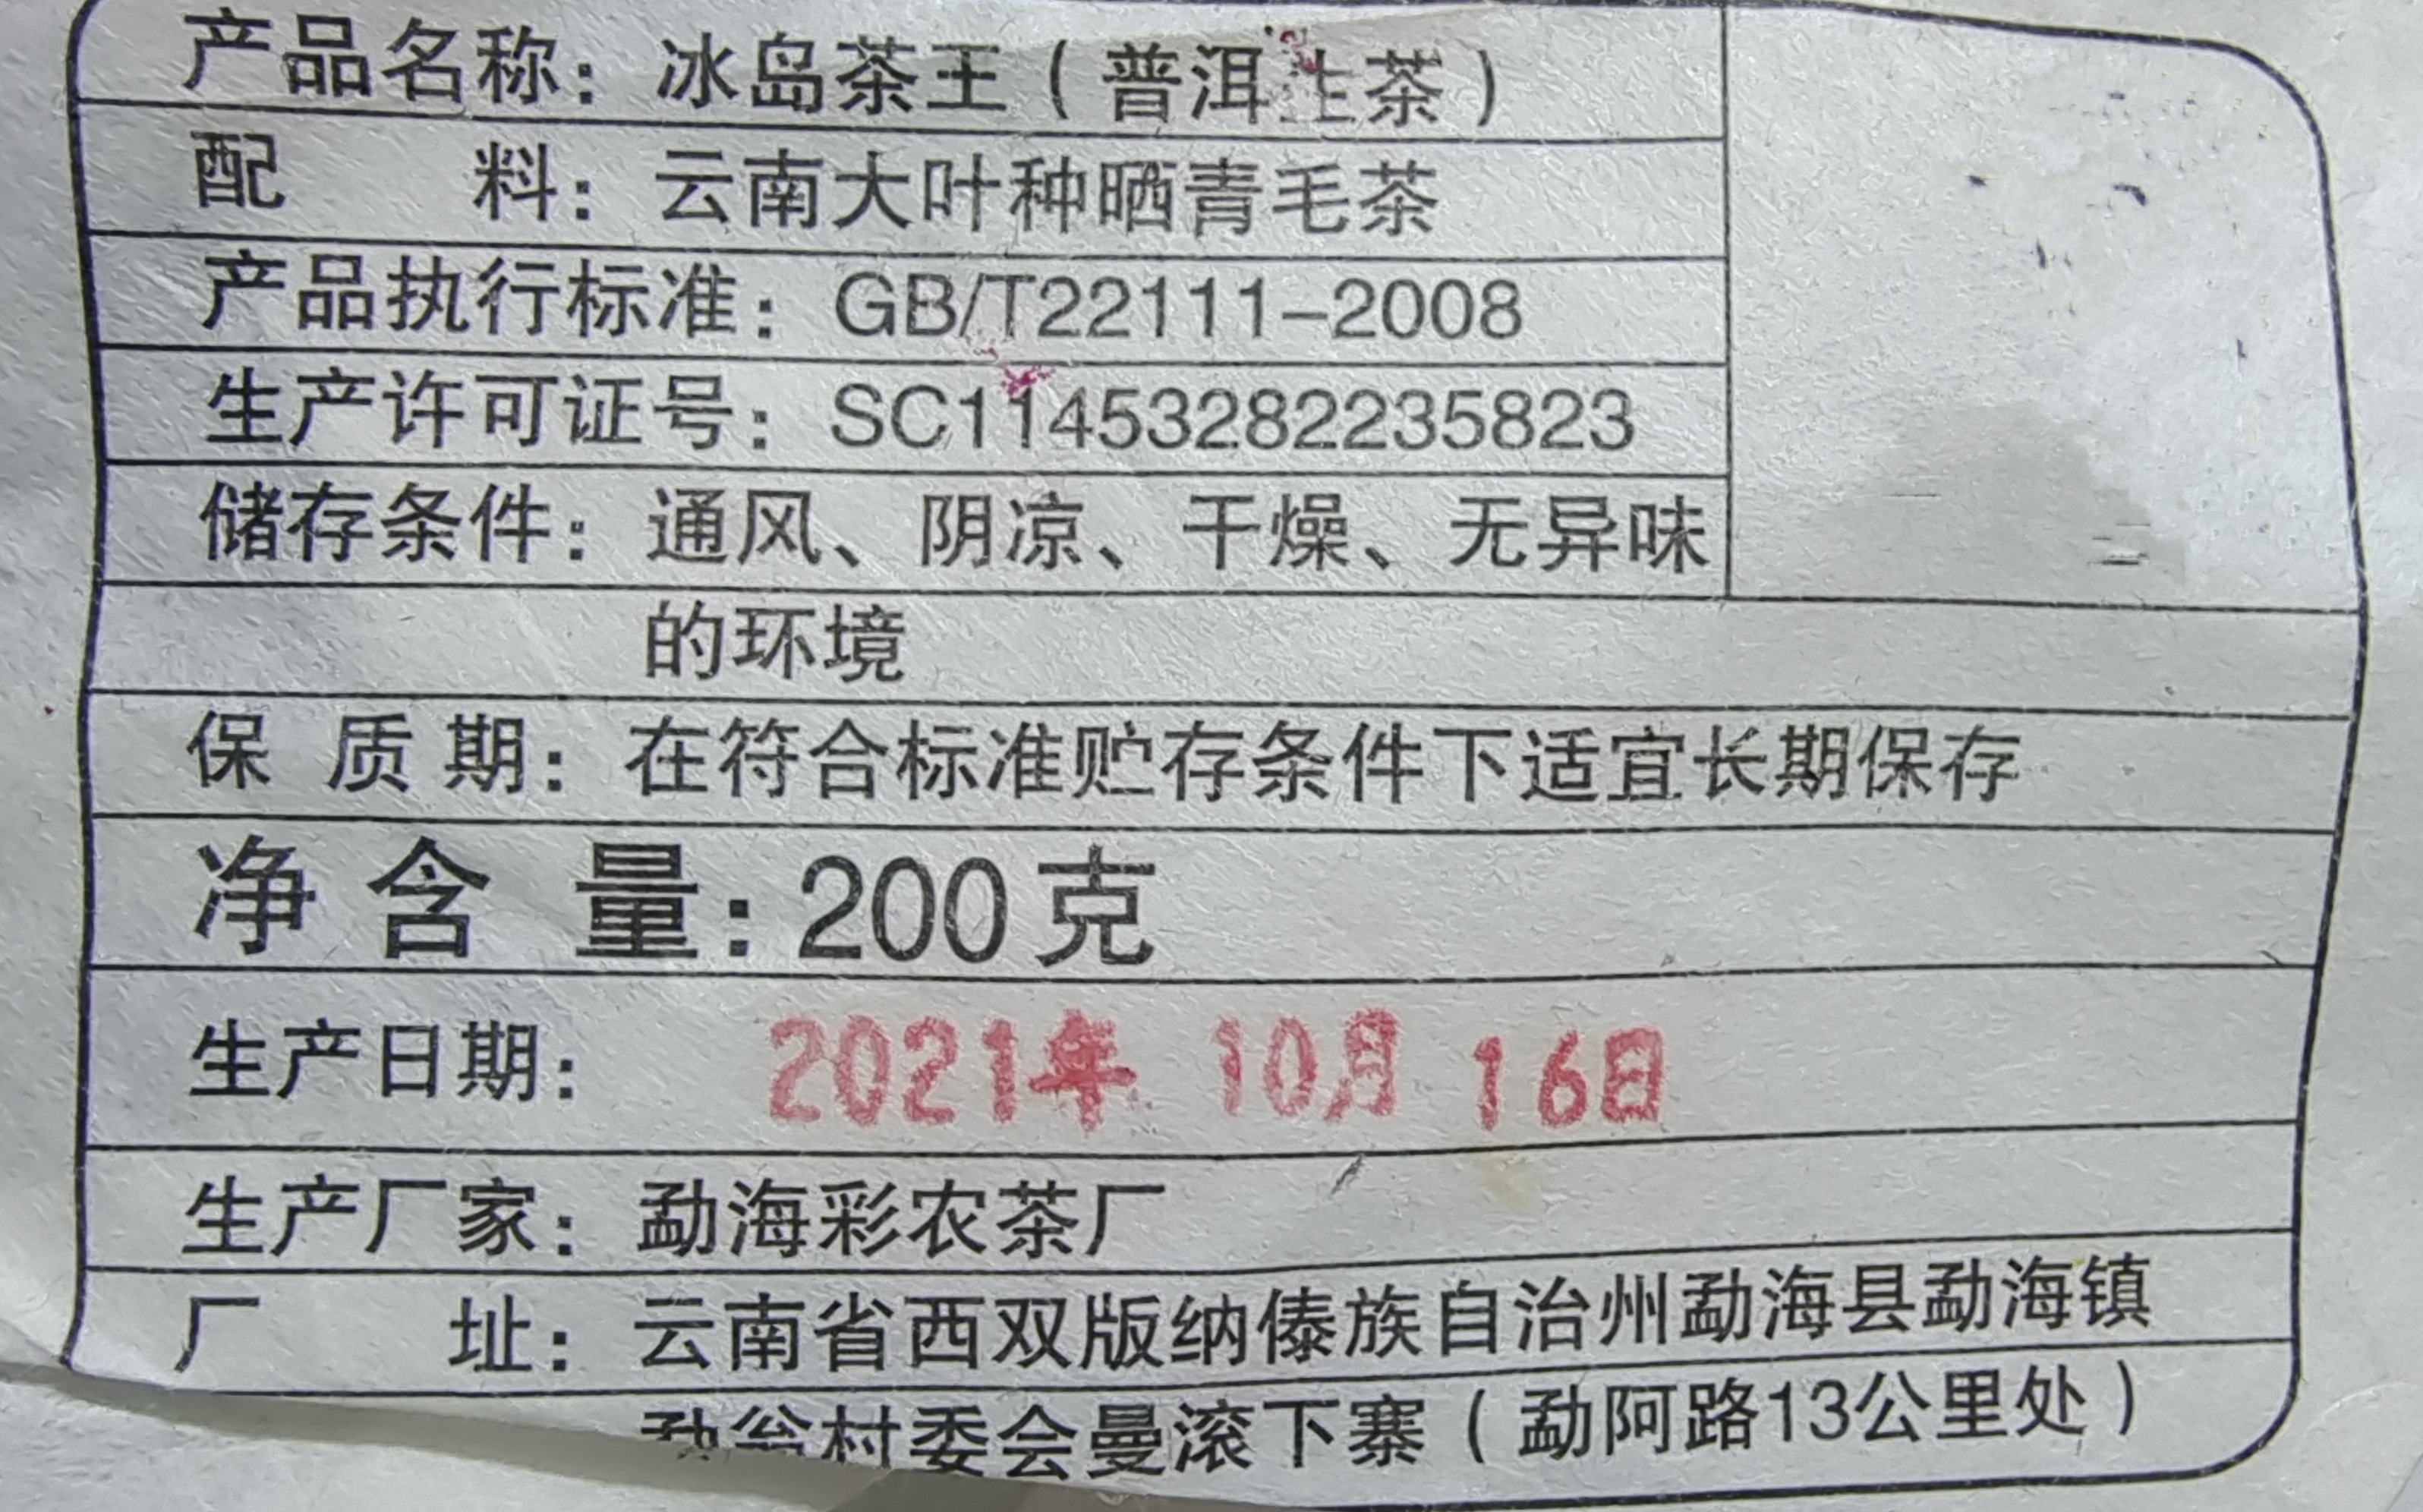 产品名称：冰岛茶王（普洱生茶）
配 料：云南大叶种晒青毛茶
产品执行标准：GB/T22111-2008
生产许可证号：SC11453282235823
储存条件：通风、阴凉、干燥、无异味
的环境
保质期：在符合标准贮存条件下适宜长期保存
净含量：200克
生产日期：2021年 10月 16日
生产厂家：勐海彩农茶厂
厂 址：云南省西双版纳傣族自治州勐海县勐海镇
勐翁村委会曼滚下寨（勐阿路13公里处）